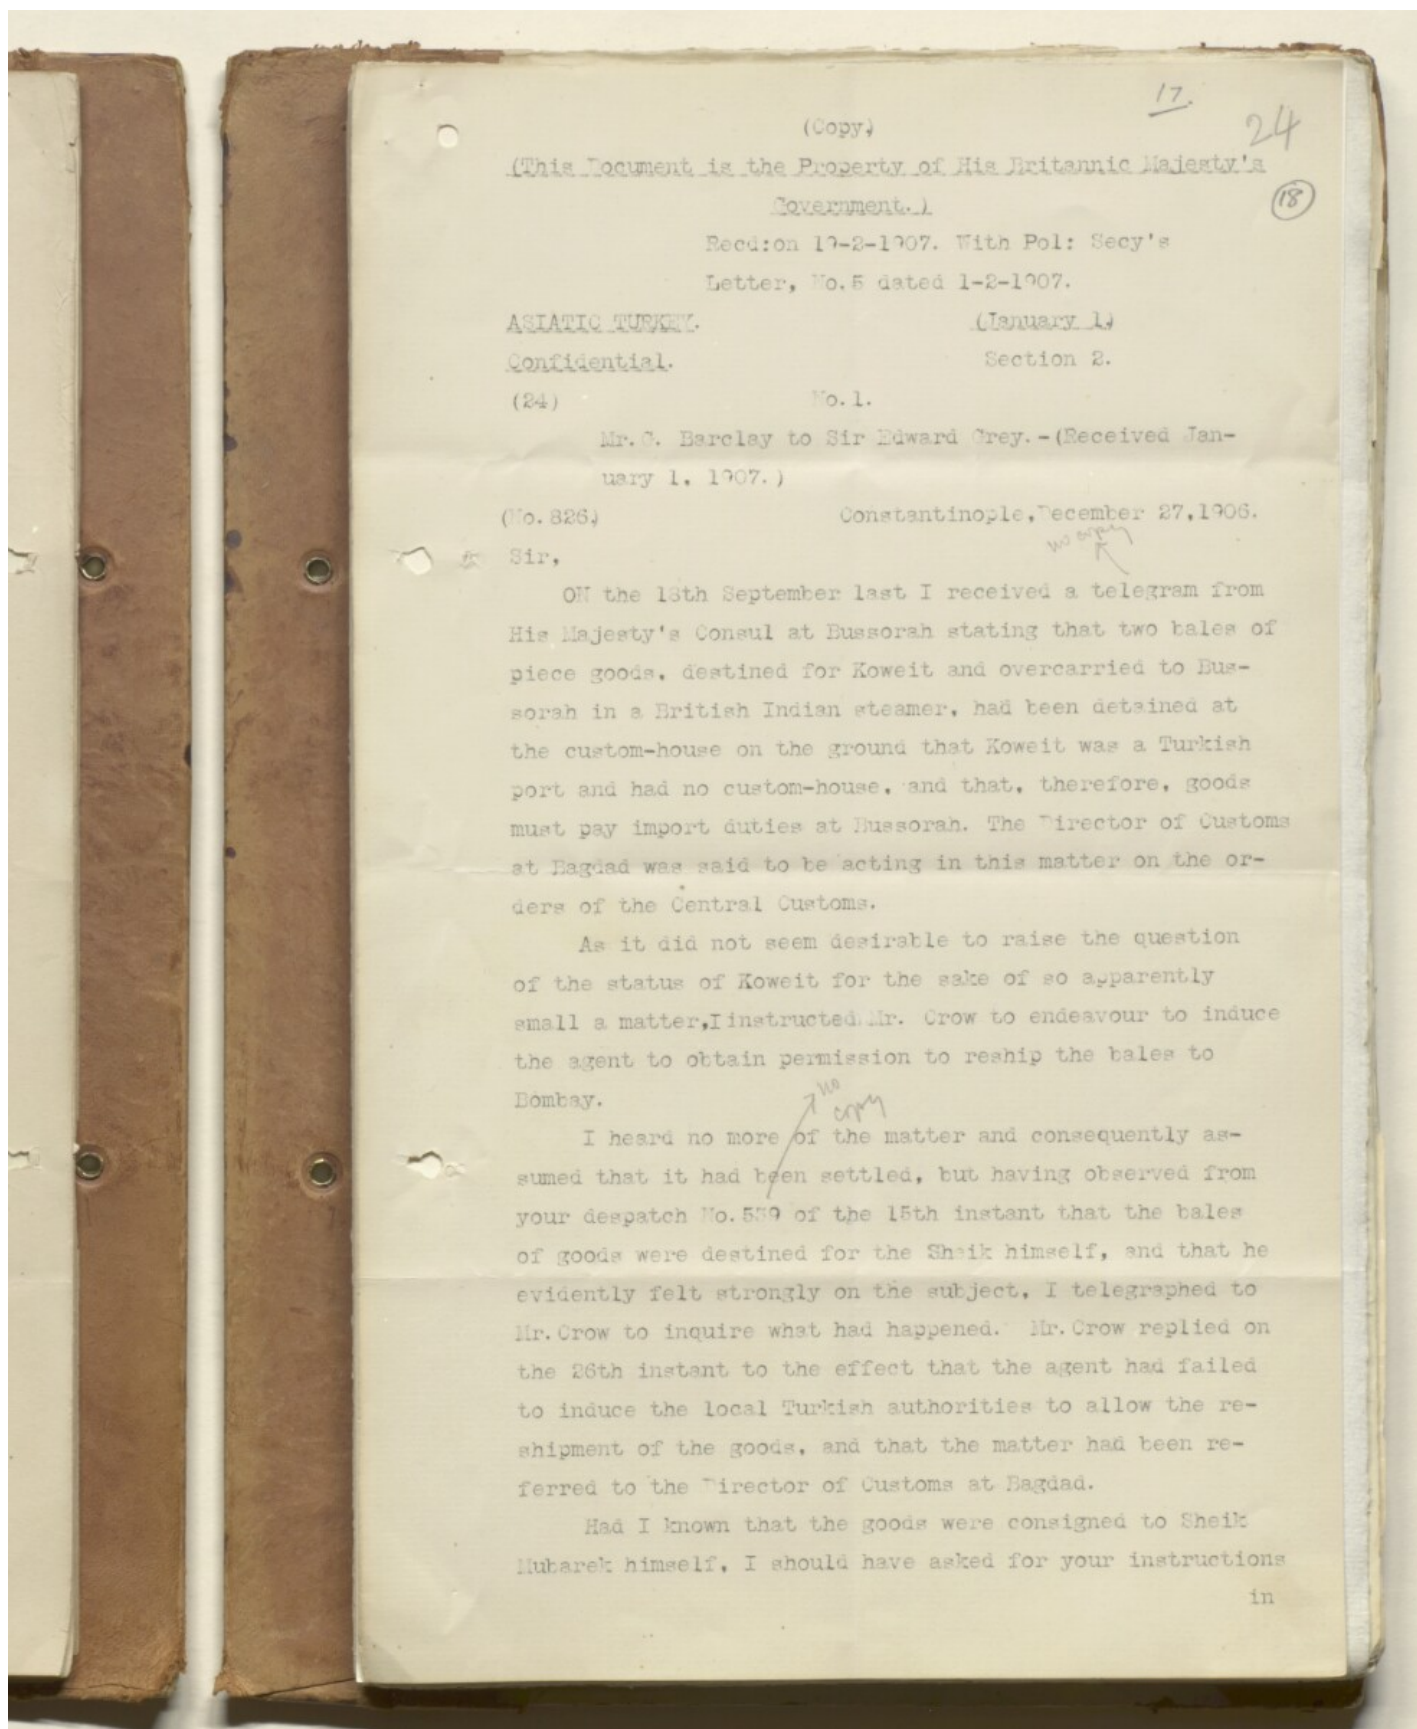 17.
24
(Copy)
(This Document is the Property of His Britannic Majesty's
Government.)
18
Recd:on 19-2-1907. With Pol: Secy's
Letter, No.5 dated 1-2-1907.
ASIATIC TURKEY. (January 1)
Confidential. Section 2.
(24) No.1.
Mr.G. Barclay to Sir Edward Grey.-(Received Jan-
uary 1, 1907.)
(No.826) Constantinople,December 27,1906.
no copy
Sir,
ON the 18th September last I received a telegram from
His Majesty's Consul at Bussorah stating that two bales of
piece goods, destined for Koweit and overcarried to Bus-
sorah in a British Indian steamer, had been detained at
the custom-house on the ground that Koweit was a Turkish
port and had no custom-house, and that, therefore, goods
must pay import duties at Bussorah. The Director of Customs
at Bagdad was said to be acting in this matter on the or-
ders of the Central Customs.
As it did not seem desirable to raise the question
of the status of Koweit for the sake of so apparently
small a matter,I instructed Mr. Crow to endeavour to induce
the agent to obtain permission to reship the bales to
Bombay.
no
copy
I heard no more of the matter and consequently as-
sumed that it had been settled, but having observed from
your despatch No.559 of the 15th instant that the bales
of goods were destined for the Sheik himself, and that he
evidently felt strongly on the subject, I telegraphed to
Mr.Crow to inquire what had happened. Mr.Crow replied on
the 26th instant to the effect that the agent had failed
to induce the local Turkish authorities to allow the re-
shipment of the goods, and that the matter had been re-
ferred to the Director of Customs at Bagdad.
Had I known that the goods were consigned to Sheik
Mubarek himself, I should have asked for your instructions
in